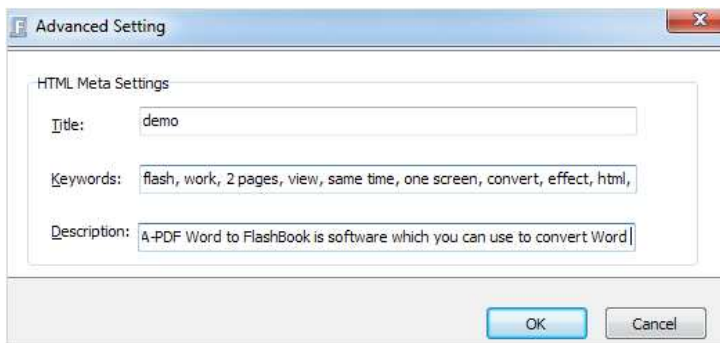 Advanced Setting
HTML Meta Settings
Title: demo
Keywords: flash, work, 2 pages, view, same time, one screen, convert, effect, html,
Description: A-PDF Word to FlashBook is software which you can use to convert Word
OK Cancel